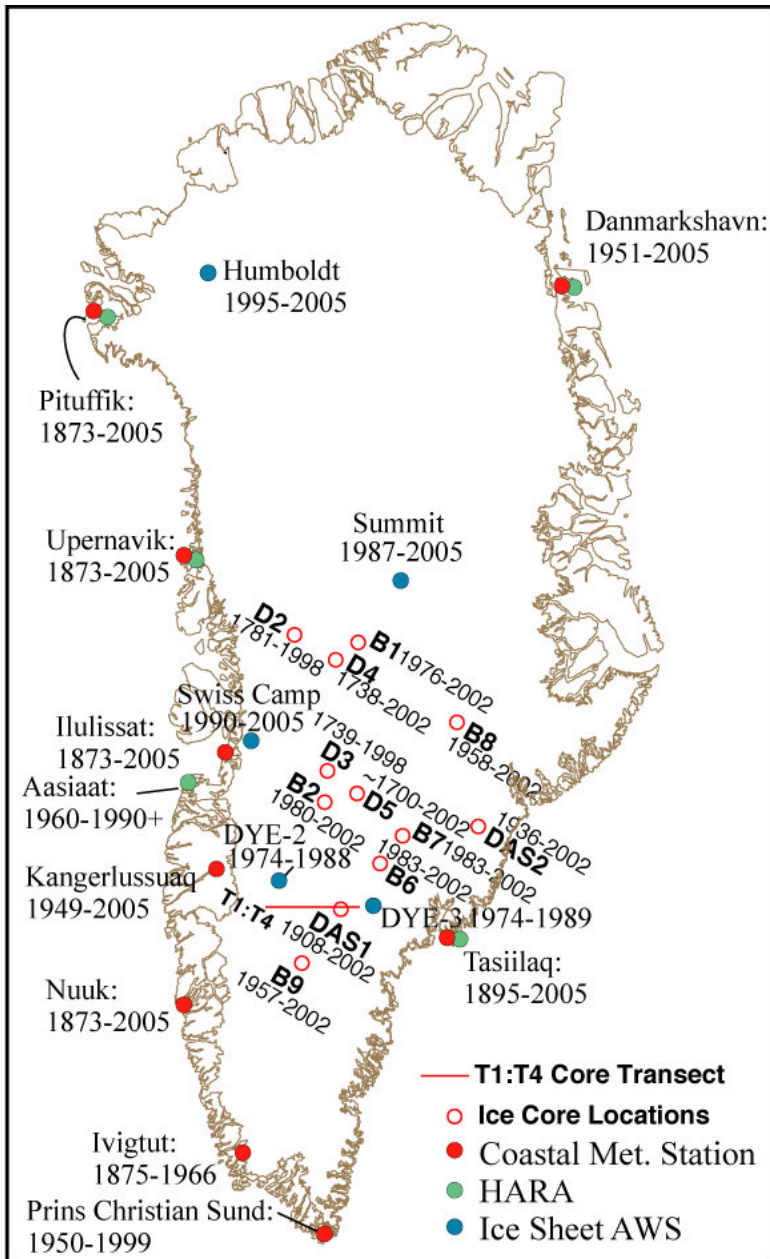 Danmarkshavn:
1951-2005
Humboldt
1995-2005
Pituffik:
1873-2005
Upernavik:
1873-2005
Summit
1987-2005
D2
1781-1998
B1 1976-2002
D4
1738-2002
Swiss Camp
1990-2005
B8
1958-2002
Ilulissat:
1873-2005
1739-1998
D3
Aasiaat:
1960-1990+
B2
1980-2002
D5
~1700-2002
1936-2002
DAS2
DYE-2
1974-1988
B7 1983-2002
1983-2002
B6
Kangerlussuaq
1949-2005
T1:T4
DAS1
1908-2002
DYE-3 1974-1989
Tasiilaq:
1895-2005
B9
1957-2002
Nuuk:
1873-2005
T1:T4 Core Transect
Ice Core Locations
Coastal Met. Station
HARA
Ice Sheet AWS
Ivigtut:
1875-1966
Prins Christian Sund:
1950-1999